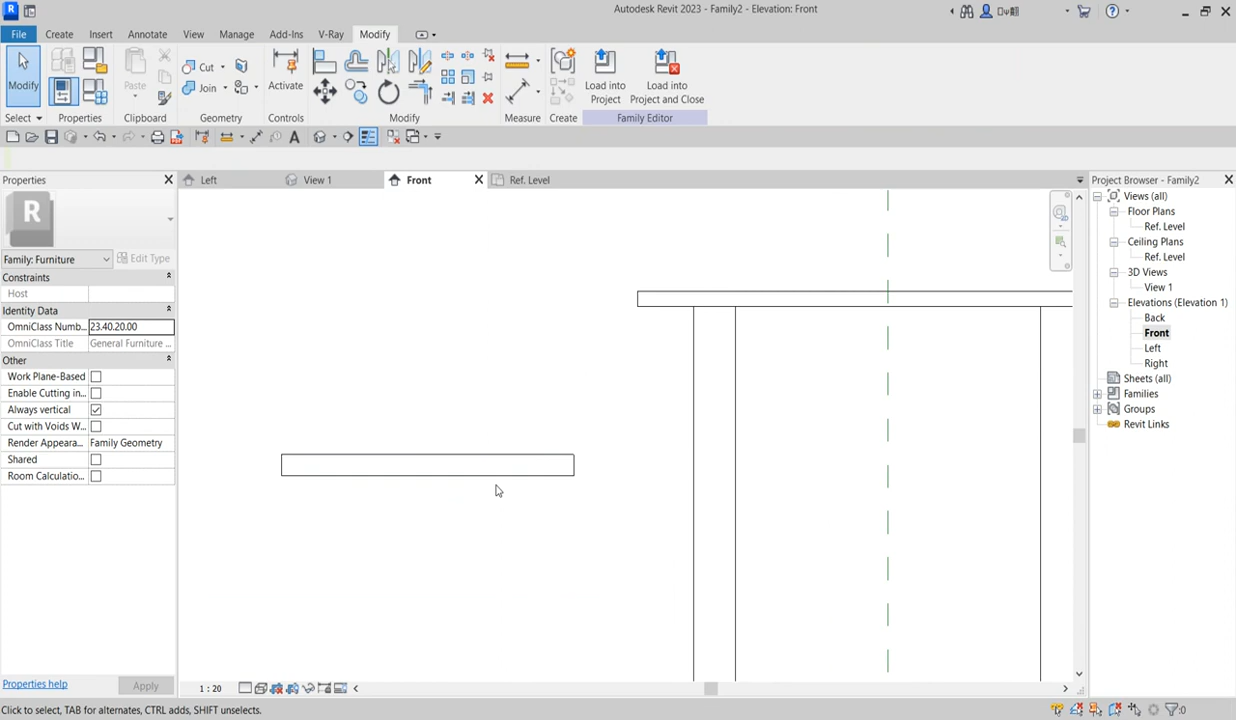 Autodesk Revit 2023 - Family2 - Elevation: Front
File Create Insert Annotate View Manage Add-Ins V-Ray Modify
Modify Paste Cut Join Activate Load into Project Load into Project and Close
Select Properties Clipboard Geometry Controls Modify Measure Create Family Editor
Properties
Left View 1 Front Ref. Level
Project Browser - Family2
R
Family: Furniture
Edit Type
Constraints
Host
Identity Data
OmniClass Numb... 23.40.20.00
OmniClass Title General Furniture ...
Other
Work Plane-Based
Enable Cutting in...
Always vertical
Cut with Voids W...
Render Appeara... Family Geometry
Shared
Room Calculatio...
Properties help
Apply
1 : 20
Views (all)
Floor Plans
Ref. Level
Ceiling Plans
Ref. Level
3D Views
View 1
Elevations (Elevation 1)
Back
Front
Left
Right
Sheets (all)
Families
Groups
Revit Links
Click to select, TAB for alternates, CTRL adds, SHIFT unselects.
:0